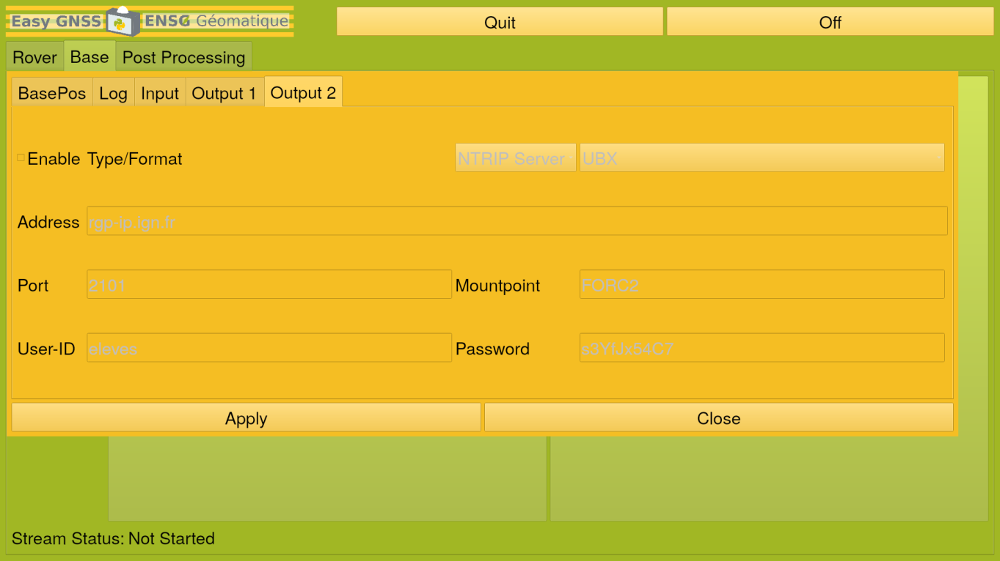 Easy GNSS ENSG Géomatique Quit Off
Rover Base Post Processing
BasePos Log Input Output 1 Output 2
Enable Type/Format NTRIP Server UBX
Address rgp-ip.ign.fr
Port 2101 Mountpoint FORC2
User-ID eleves Password s3YfJx54C7
Apply Close
Stream Status: Not Started